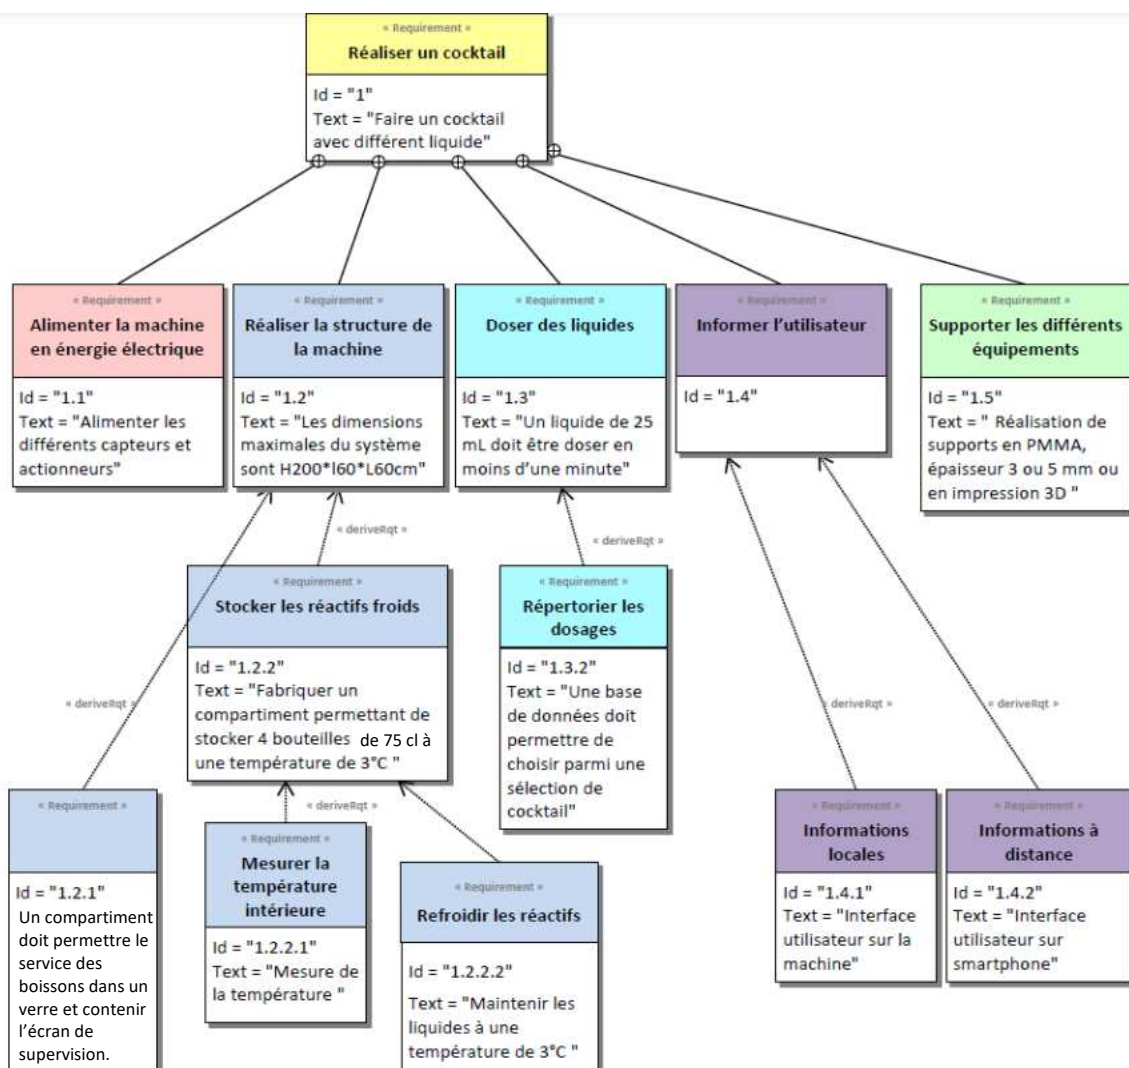 « Requirement »
Réaliser un cocktail
Id = "1"
Text = "Faire un cocktail
avec différent liquide"
« Requirement »
Alimenter la machine
en énergie électrique
Id = "1.1"
Text = "Alimenter les
différents capteurs et
actionneurs"
« Requirement »
Réaliser la structure de
la machine
Id = "1.2"
Text = "Les dimensions
maximales du système
sont H200*l60*L60cm"
« Requirement »
Doser des liquides
Id = "1.3"
Text = "Un liquide de 25
mL doit être doser en
moins d'une minute"
« Requirement »
Informer l'utilisateur
Id = "1.4"
« Requirement »
Supporter les différents
équipements
Id = "1.5"
Text = " Réalisation de
supports en PMMA,
épaisseur 3 ou 5 mm ou
en impression 3D "
« deriveRqt »
« deriveRqt »
« Requirement »
Stocker les réactifs froids
Id = "1.2.2"
Text = "Fabriquer un
compartiment permettant de
stocker 4 bouteilles de 75 cl à
une température de 3°C "
« Requirement »
Répertorier les
dosages
Id = "1.3.2"
Text = "Une base
de données doit
permettre de
choisir parmi une
sélection de
cocktail"
« deriveRqt »
« deriveRqt »
« deriveRqt »
« deriveRqt »
« Requirement »
Id = "1.2.1"
Un compartiment
doit permettre le
service des
boissons dans un
verre et contenir
l'écran de
supervision.
« Requirement »
Mesurer la
température
intérieure
Id = "1.2.2.1"
Text = "Mesure de
la température "
« Requirement »
Refroidir les réactifs
Id = "1.2.2.2"
Text = "Maintenir les
liquides à une
température de 3°C "
« Requirement »
Informations
locales
Id = "1.4.1"
Text = "Interface
utilisateur sur la
machine"
« Requirement »
Informations à
distance
Id = "1.4.2"
Text = "Interface
utilisateur sur
smartphone"